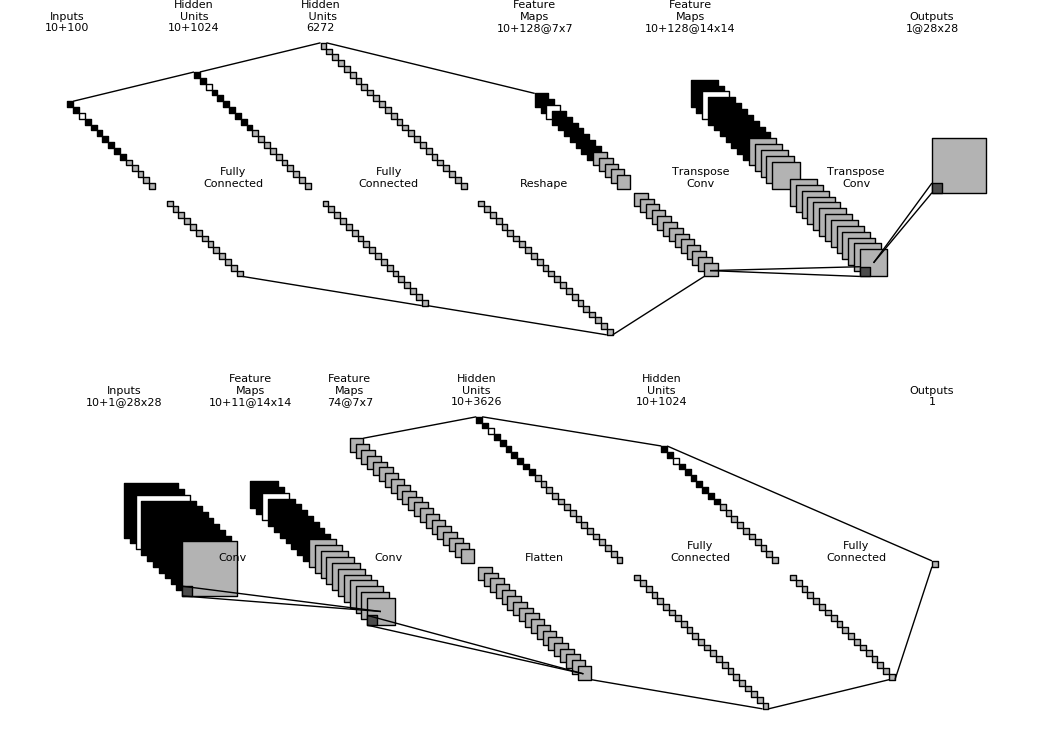 Inputs
10+100
Hidden
Units
10+1024
Hidden
Units
6272
Feature
Maps
10+128@7x7
Feature
Maps
10+128@14x14
Outputs
1@28x28
Fully
Connected
Fully
Connected
Reshape
Transpose
Conv
Transpose
Conv
Inputs
10+1@28x28
Feature
Maps
10+11@14x14
Feature
Maps
74@7x7
Hidden
Units
10+3626
Hidden
Units
10+1024
Outputs
1
Conv
Conv
Flatten
Fully
Connected
Fully
Connected